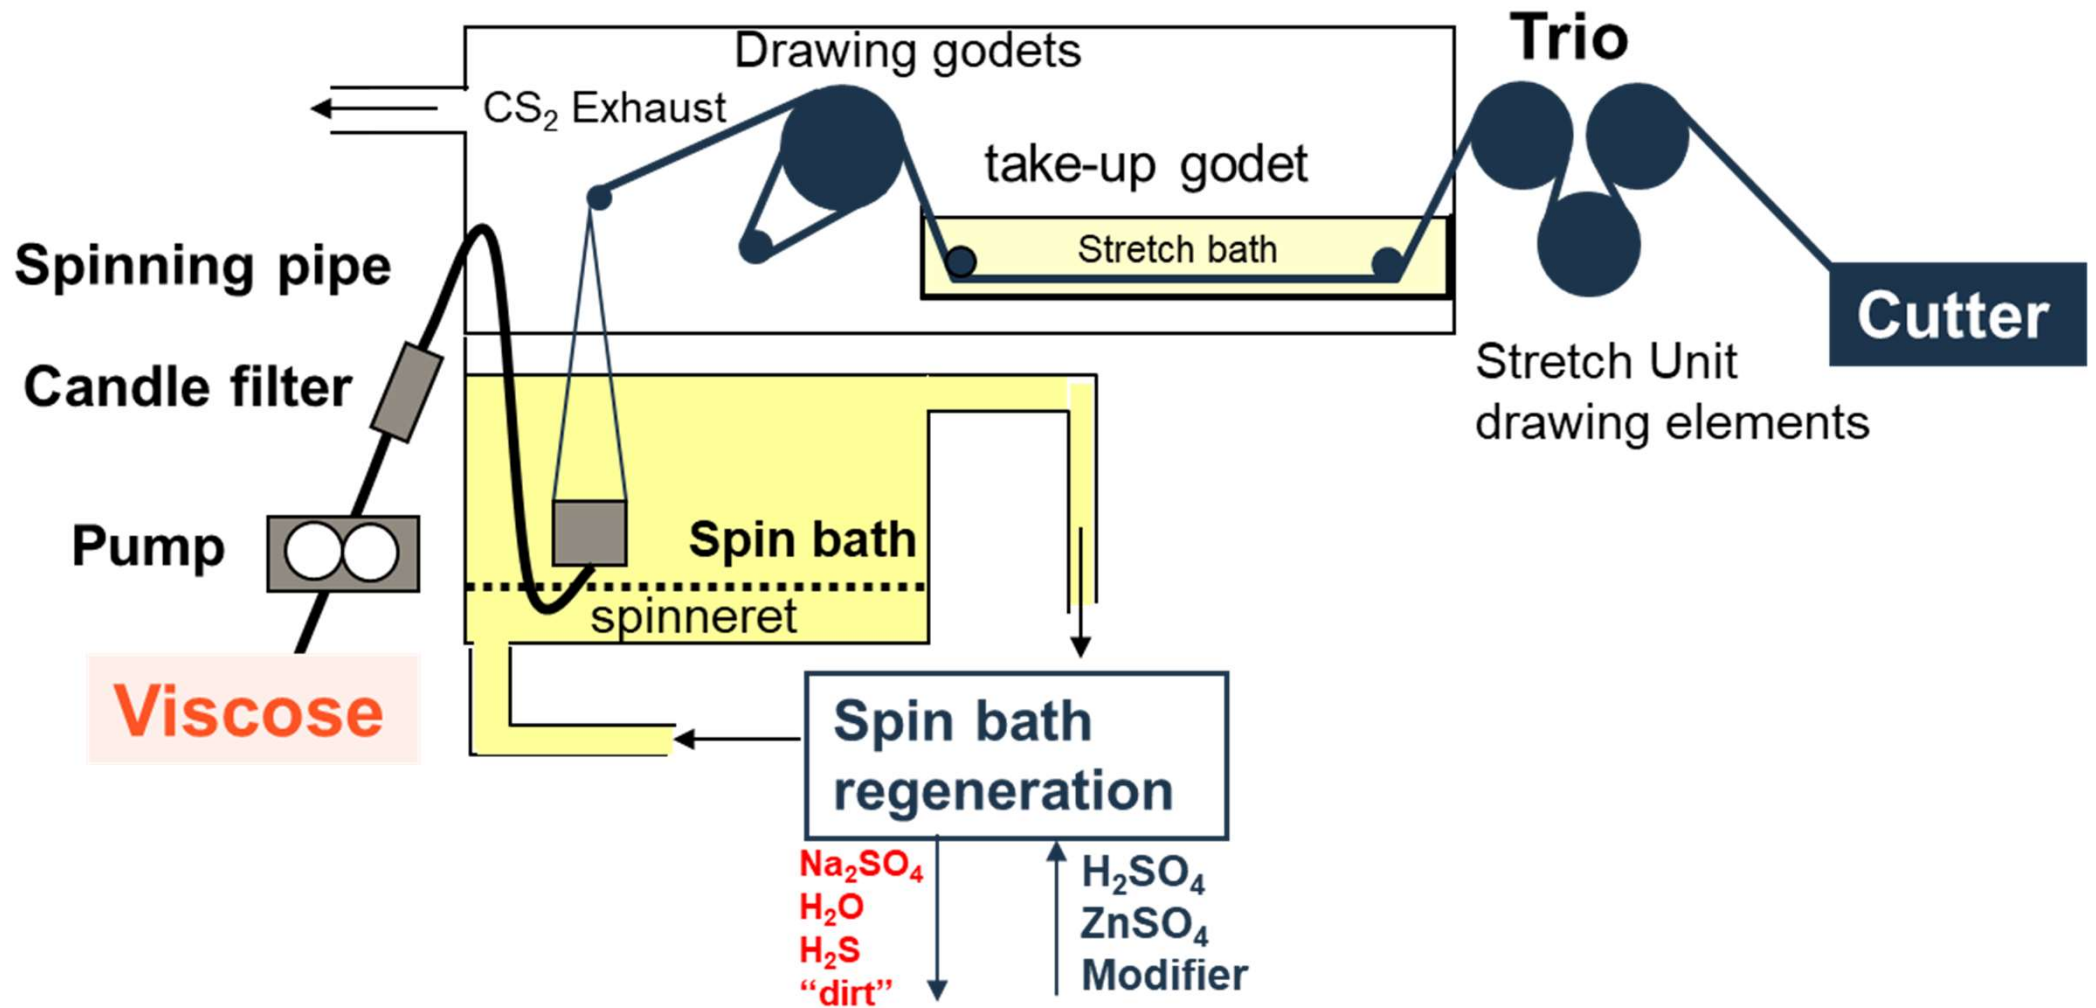 Trio
Drawing godets
CS₂ Exhaust
take-up godet
Spinning pipe
Stretch bath
Cutter
Candle filter
Stretch Unit
drawing elements
Pump
Spin bath
spinneret
Viscose
Spin bath
regeneration
Na₂SO₄
H₂O
H₂S
“dirt”
H₂SO₄
ZnSO₄
Modifier